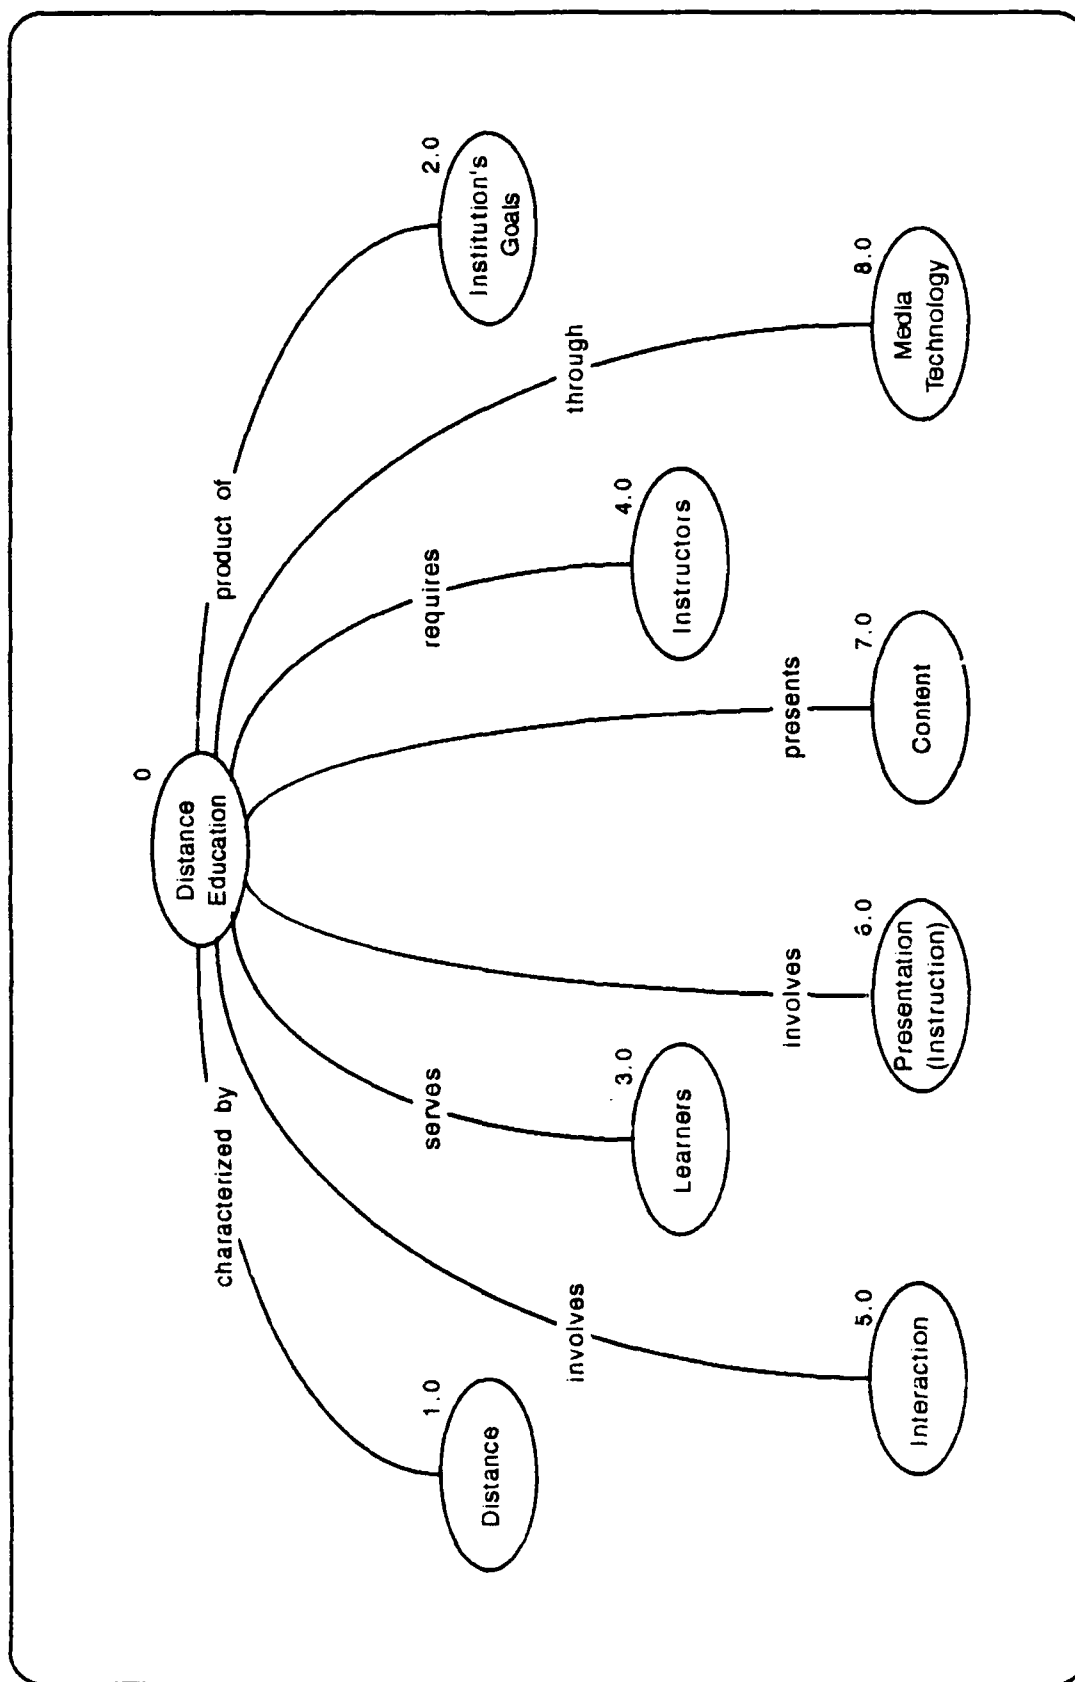 0
Distance
Education
characterized by
product of
1.0
Distance
2.0
Institution's
Goals
serves
requires
3.0
Learners
4.0
Instructors
involves
through
involves
presents
5.0
Interaction
6.0
Presentation
(Instruction)
7.0
Content
8.0
Media
Technology